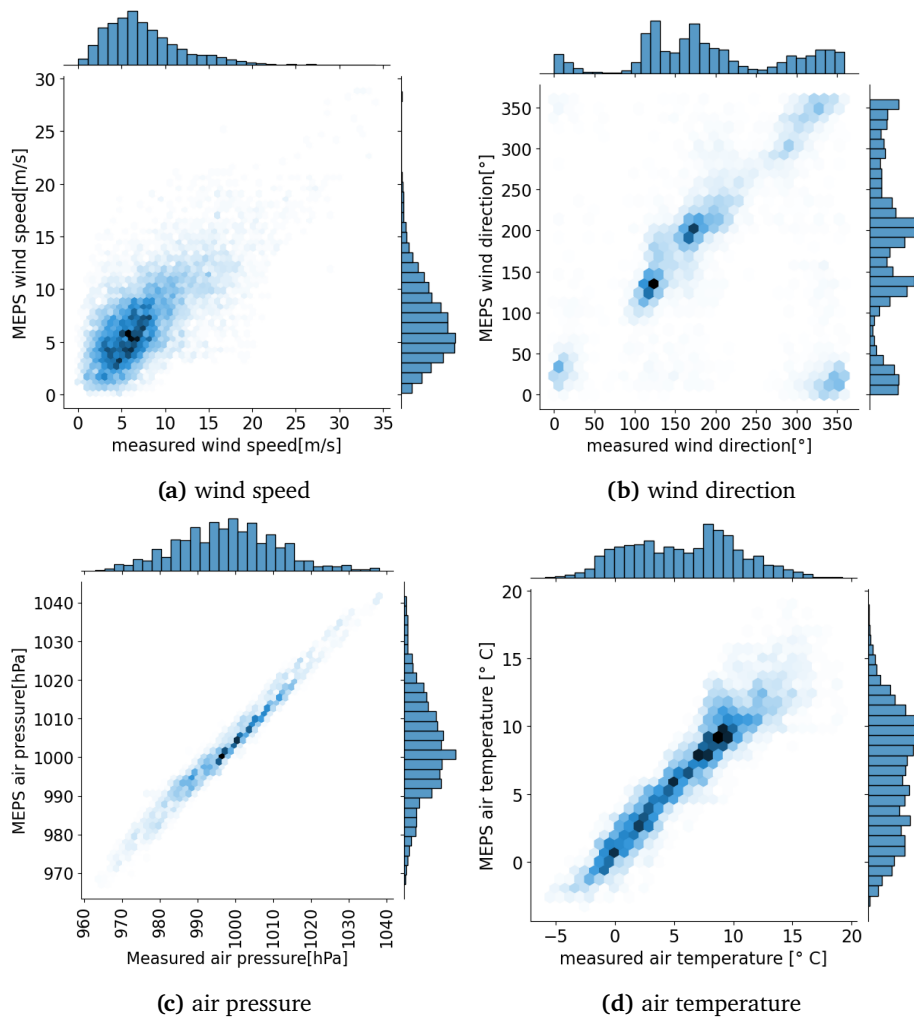 30
25
20
15
10
5
0
MEPS wind speed[m/s]
0 5 10 15 20 25 30 35
measured wind speed[m/s]
(a) wind speed
350
300
250
200
150
100
50
0
MEPS wind direction[°]
0 50 100 150 200 250 300 350
measured wind direction[°]
(b) wind direction
1040
1030
1020
1010
1000
990
980
970
MEPS air pressure[hPa]
960 970 980 990 1000 1010 1020 1030 1040
Measured air pressure[hPa]
(c) air pressure
20
15
10
5
0
MEPS air temperature [° C]
−5 0 5 10 15 20
measured air temperature [° C]
(d) air temperature